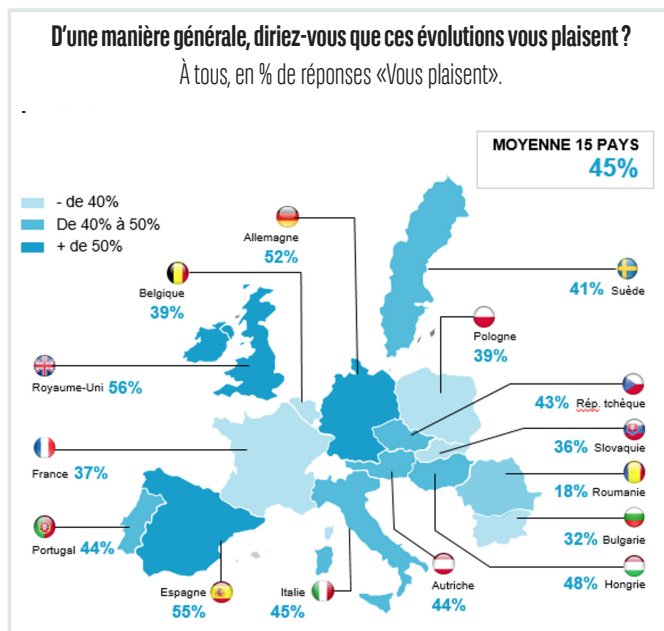 D'une manière générale, diriez-vous que ces évolutions vous plaisent ?
À tous, en % de réponses «Vous plaisent».
-
MOYENNE 15 PAYS
45%
- de 40%
De 40% à 50%
+ de 50%
Allemagne
52%
Belgique
39%
41% Suède
Pologne
39%
Royaume-Uni 56%
43% Rép. tchèque
36% Slovaquie
France 37%
18% Roumanie
32% Bulgarie
Portugal 44%
Espagne
55%
Italie
45%
Autriche
44%
48% Hongrie